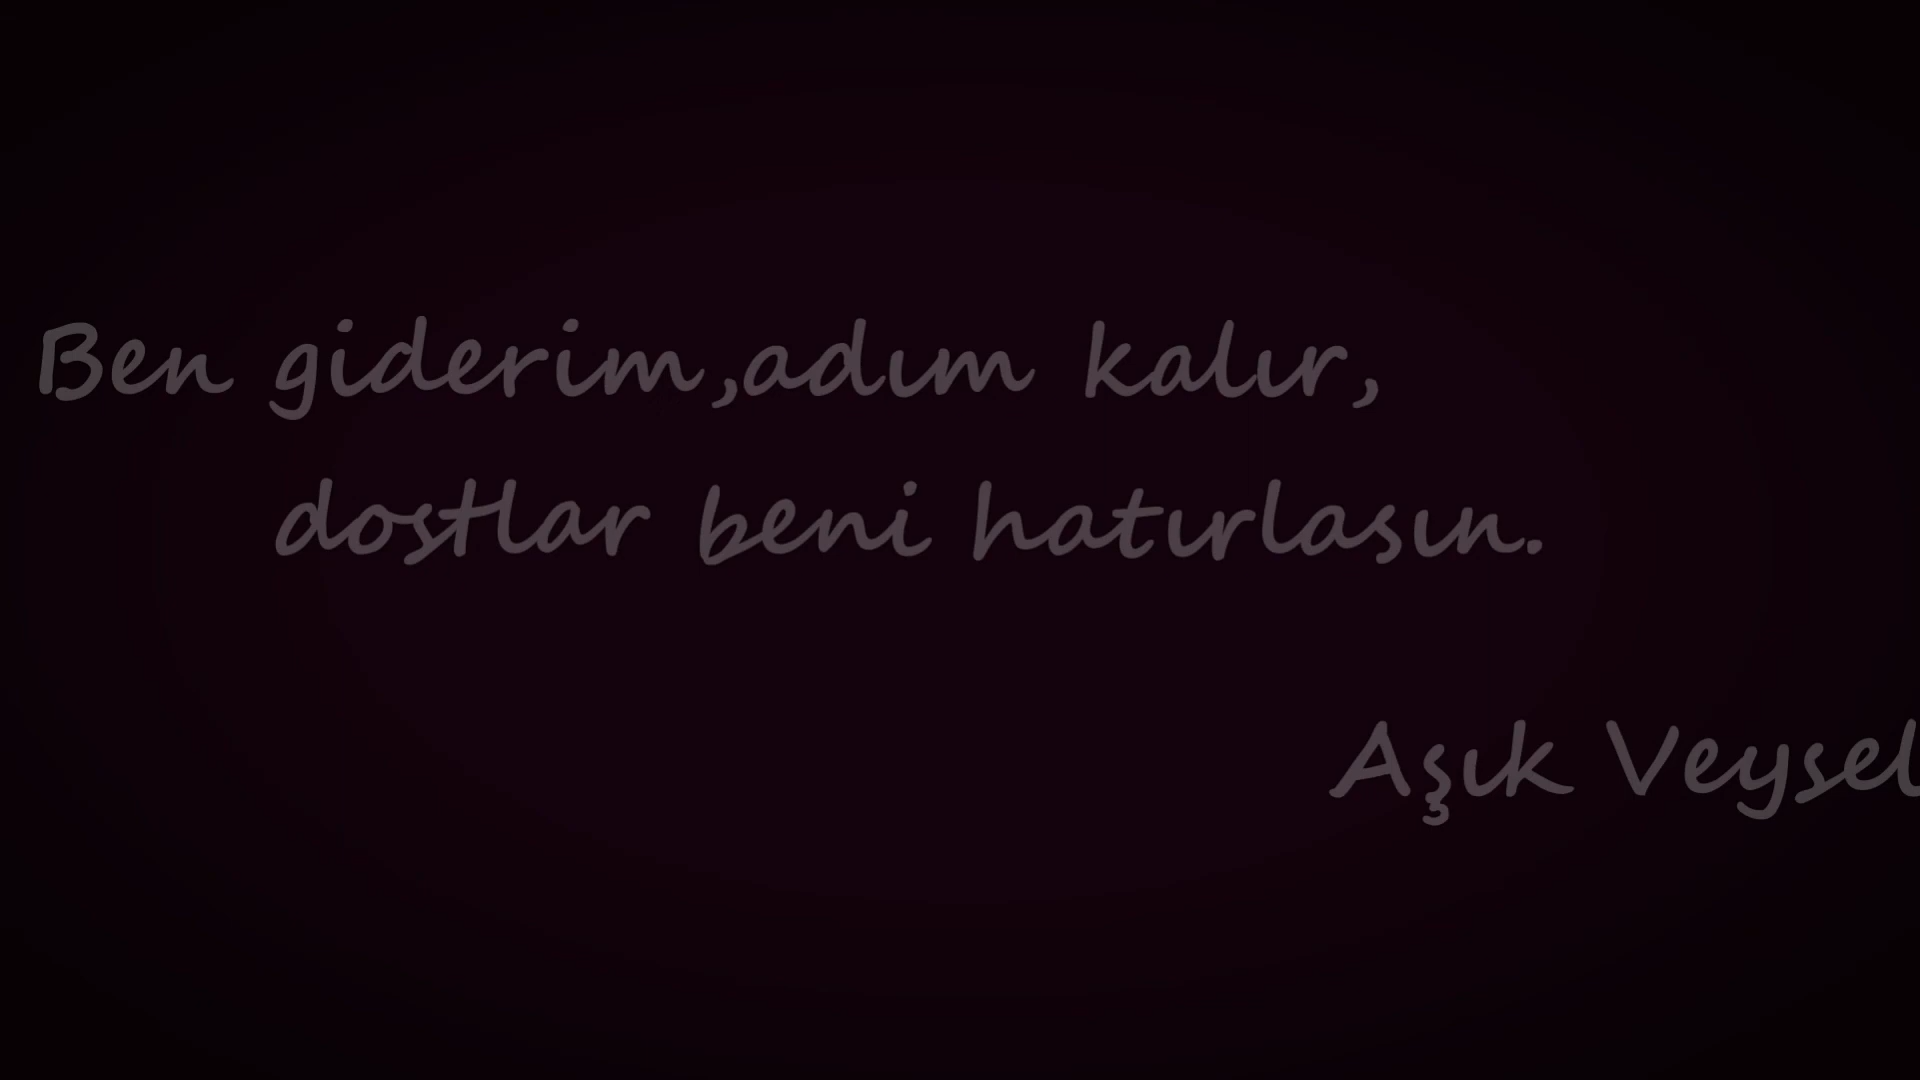 Ben giderim,adım kalır,
dostlar beni hatırlasın.
Aşık Veysel